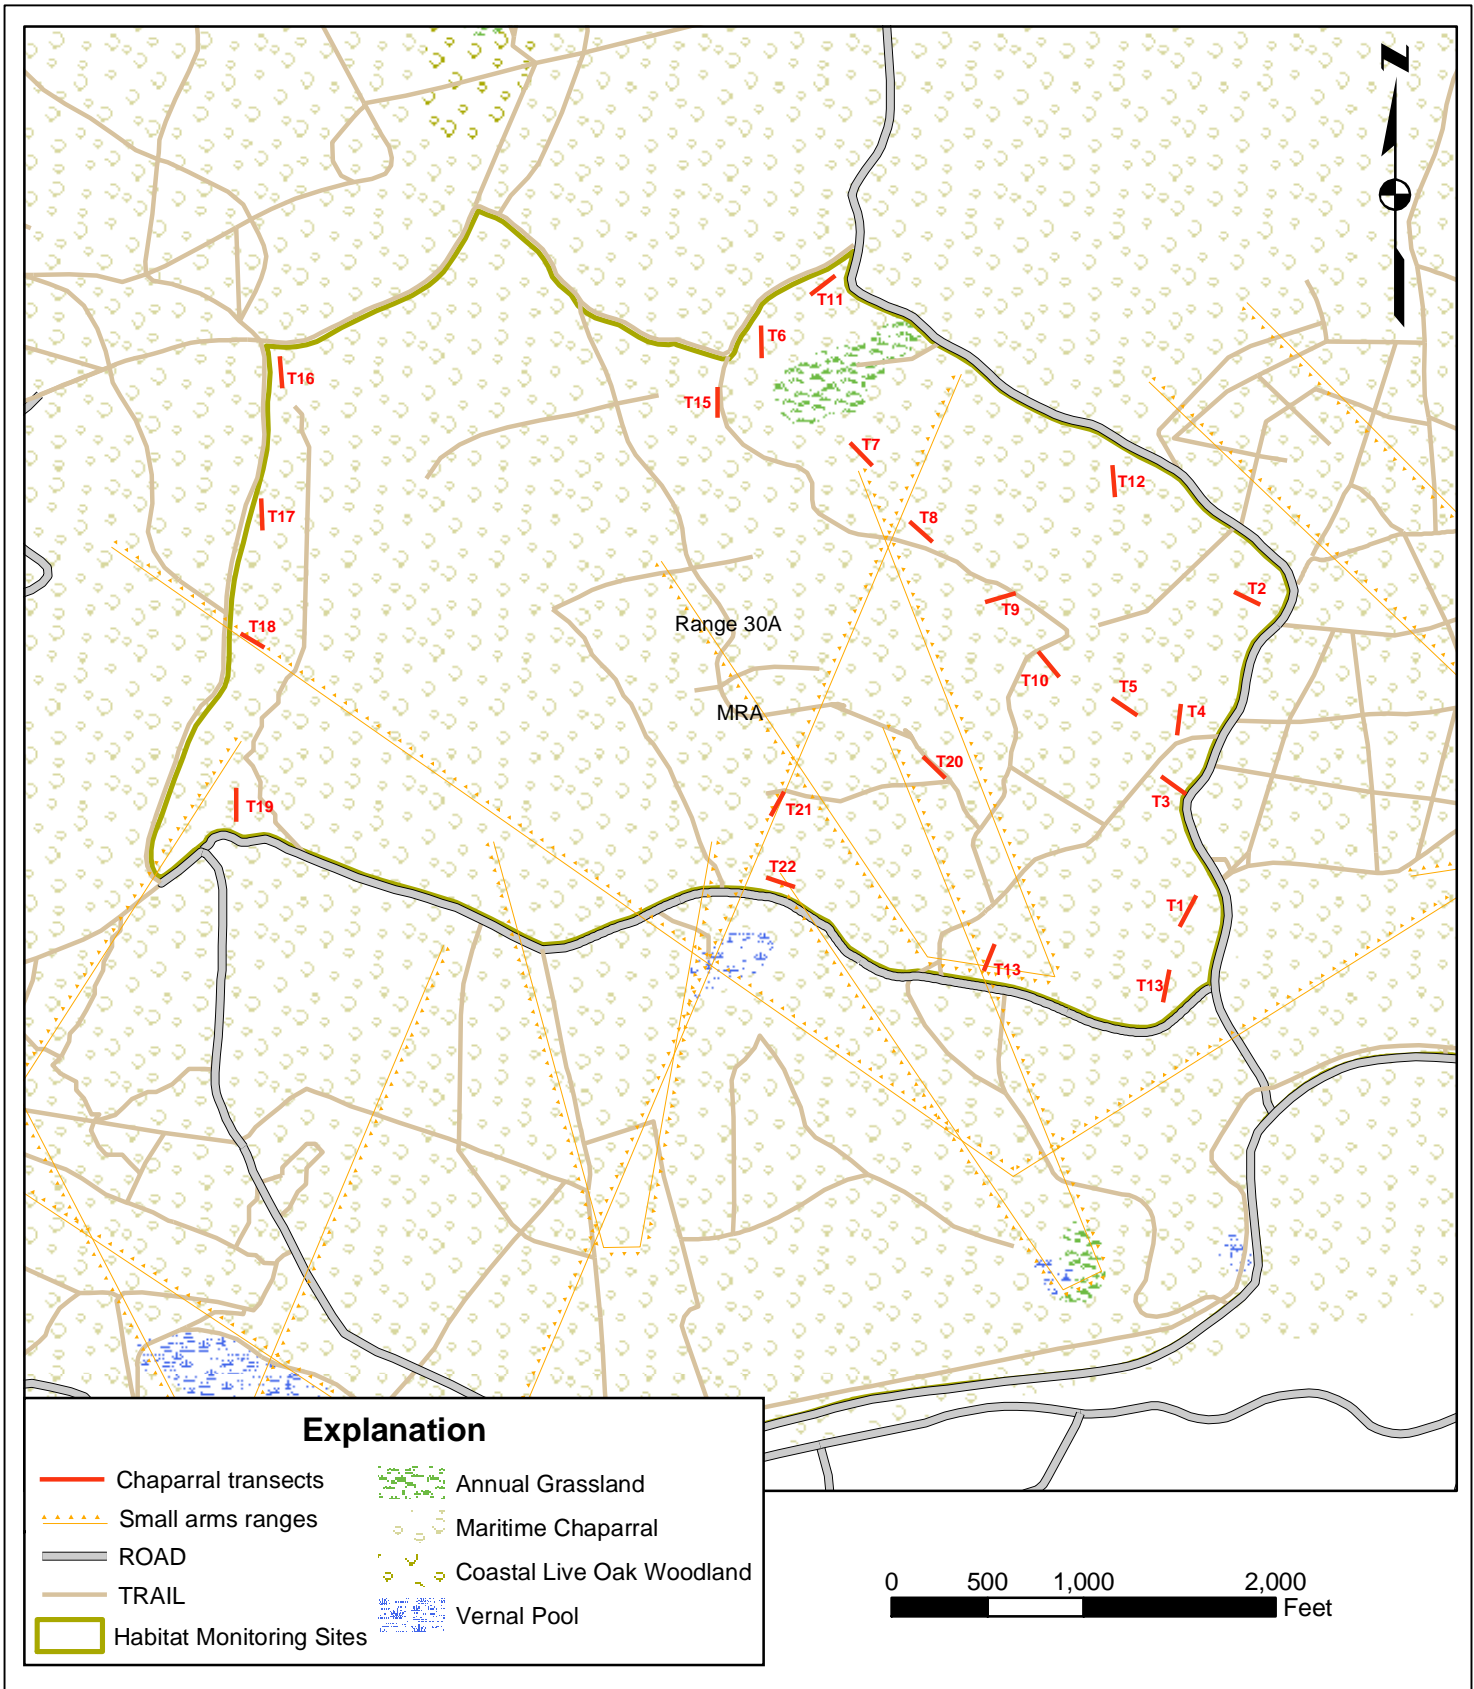 N
T11
T6
T16
T15
T7
T12
T17
T8
T2
T9
Range 30A
T18
T10
T5
T4
MRA
T20
T3
T19
T21
T22
T1
T13
T13
Explanation
Chaparral transects
Small arms ranges
ROAD
TRAIL
Habitat Monitoring Sites
Annual Grassland
Maritime Chaparral
Coastal Live Oak Woodland
Vernal Pool
0 500 1,000 2,000
Feet